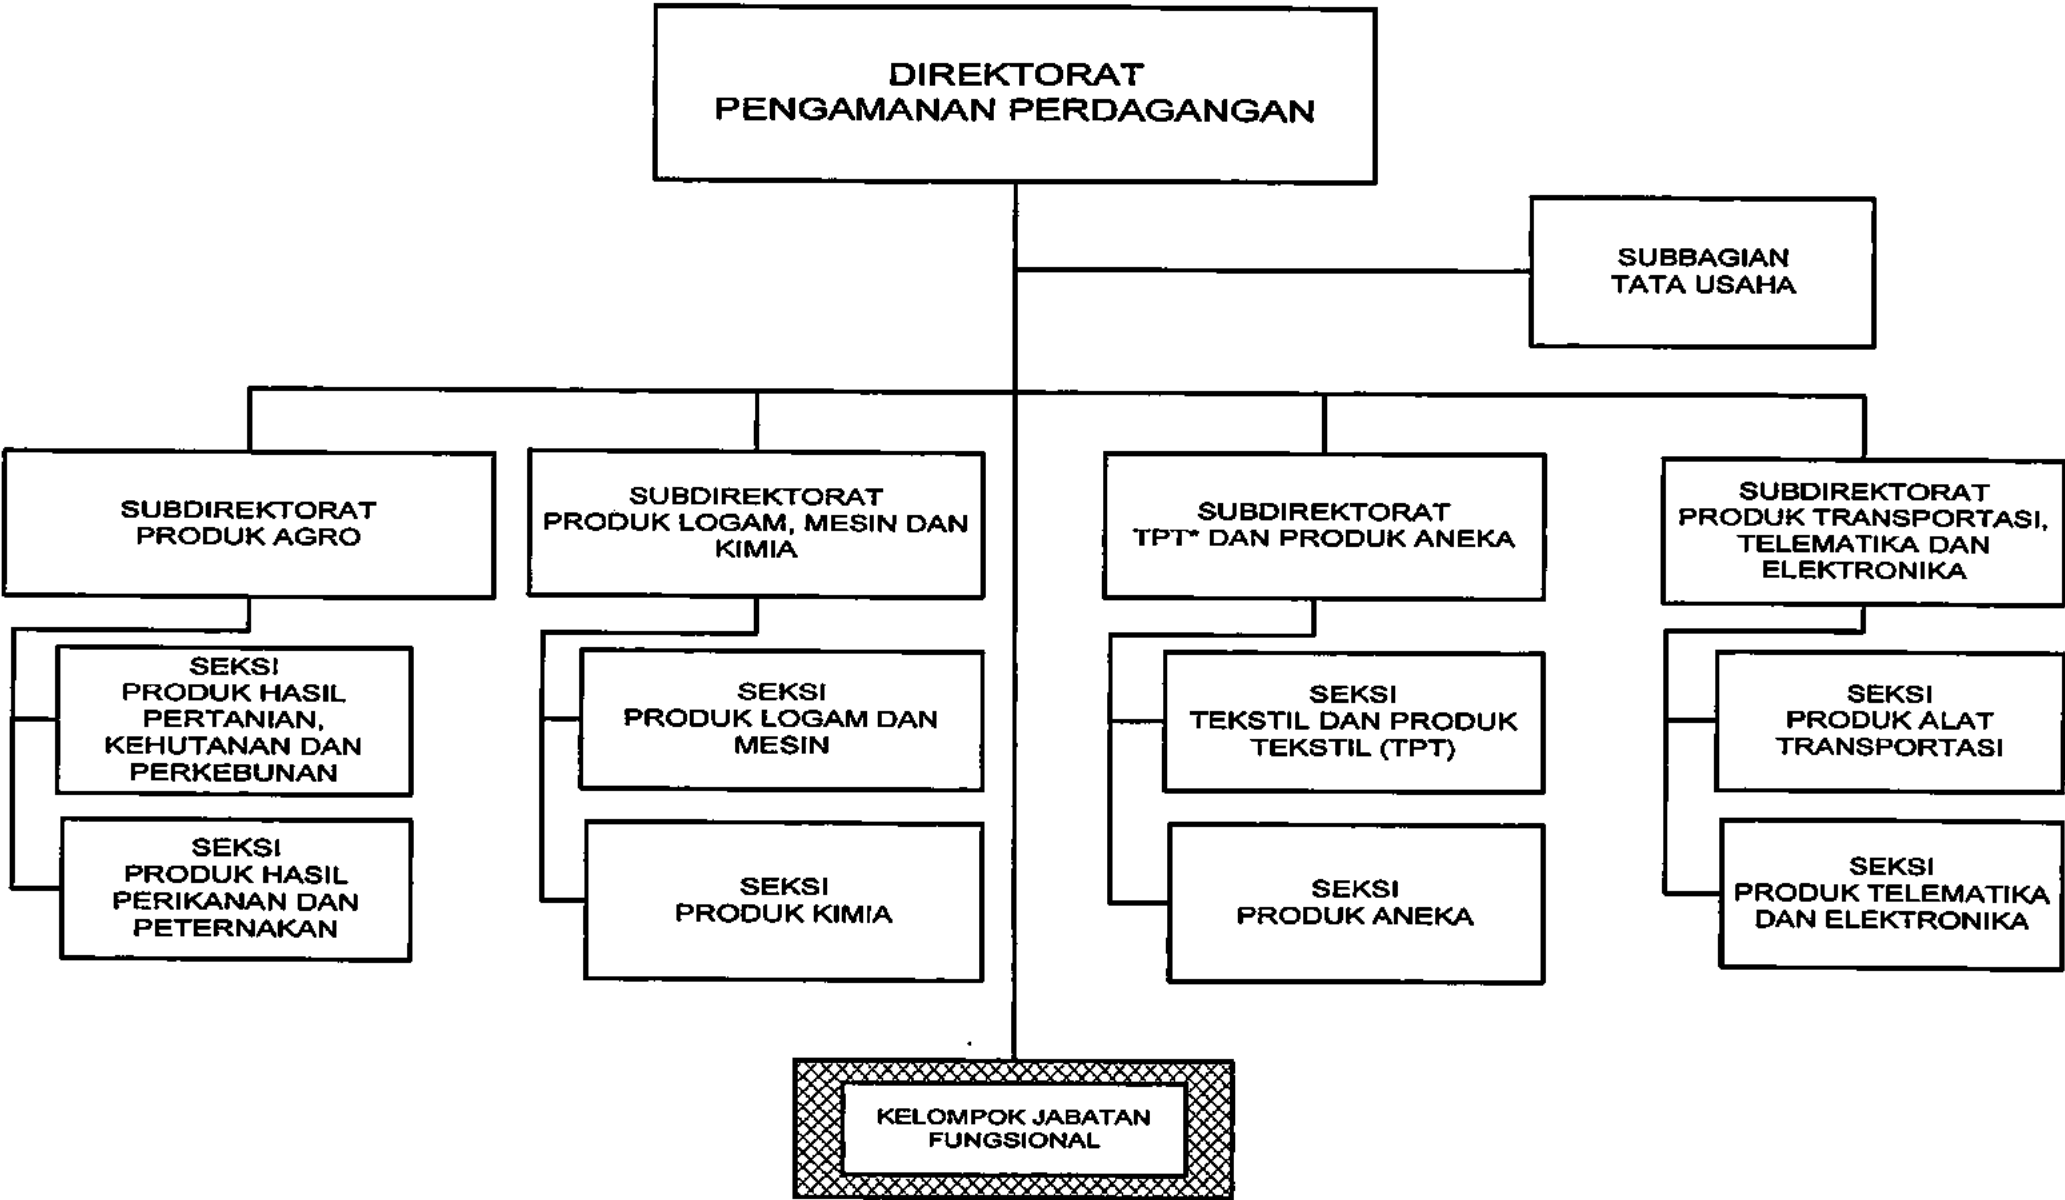 DIREKTORAT
PENGAMANAN PERDAGANGAN
SUBBAGIAN
TATA USAHA
SUBDIREKTORAT
PRODUK AGRO
SUBDIREKTORAT
PRODUK LOGAM, MESIN DAN
KIMIA
SUBDIREKTORAT
TPT* DAN PRODUK ANEKA
SUBDIREKTORAT
PRODUK TRANSPORTASI,
TELEMATIKA DAN
ELEKTRONIKA
SEKSI
PRODUK HASIL
PERTANIAN,
KEHUTANAN DAN
PERKEBUNAN
SEKSI
PRODUK LOGAM DAN
MESIN
SEKSI
TEKSTIL DAN PRODUK
TEKSTIL (TPT)
SEKSI
PRODUK ALAT
TRANSPORTASI
SEKSI
PRODUK HASIL
PERIKANAN DAN
PETERNAKAN
SEKSI
PRODUK KIMIA
SEKSI
PRODUK ANEKA
SEKSI
PRODUK TELEMATIKA
DAN ELEKTRONIKA
KELOMPOK JABATAN
FUNGSIONAL